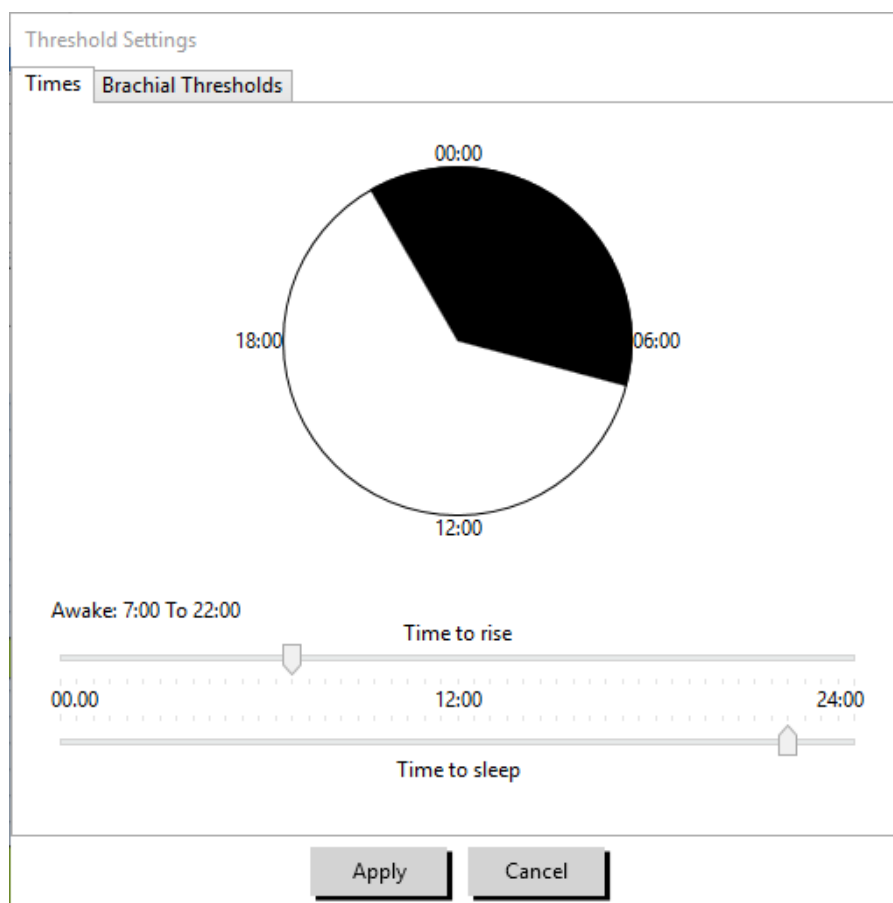 Threshold Settings
Times
Brachial Thresholds
00:00
18:00
06:00
12:00
Awake: 7:00 To 22:00
Time to rise
00.00
12:00
24:00
Time to sleep
Apply
Cancel